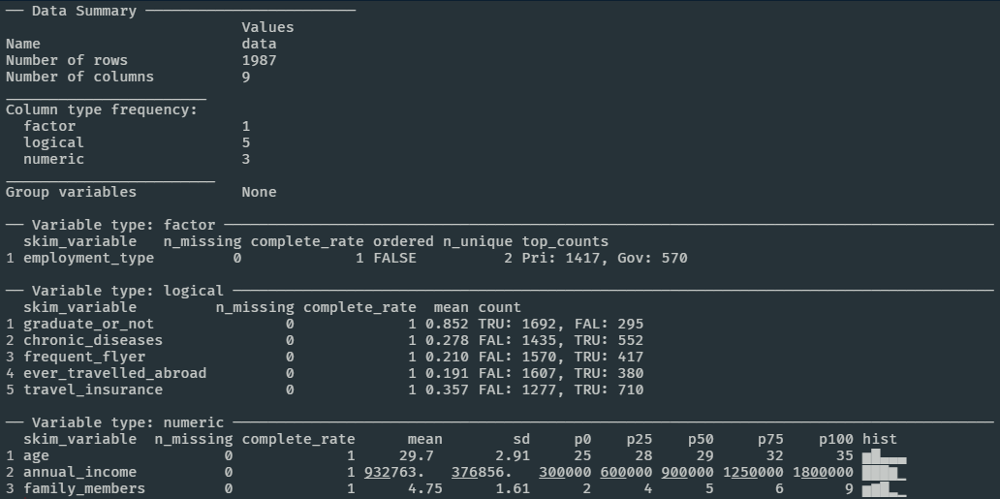 ── Data Summary ────────────────────────
                           Values
Name                       data
Number of rows             1987
Number of columns          9
_______________________
Column type frequency:
  factor                   1
  logical                  5
  numeric                  3
________________________
Group variables            None

── Variable type: factor ────────────────────────
  skim_variable   n_missing complete_rate ordered n_unique top_counts
1 employment_type         0             1 FALSE          2 Pri: 1417, Gov: 570

── Variable type: logical ────────────────────────
  skim_variable         n_missing complete_rate  mean count
1 graduate_or_not               0             1 0.852 TRU: 1692, FAL: 295
2 chronic_diseases              0             1 0.278 FAL: 1435, TRU: 552
3 frequent_flyer                0             1 0.210 FAL: 1570, TRU: 417
4 ever_travelled_abroad         0             1 0.191 FAL: 1607, TRU: 380
5 travel_insurance              0             1 0.357 FAL: 1277, TRU: 710

── Variable type: numeric ────────────────────────
  skim_variable  n_missing complete_rate      mean        sd     p0    p25    p50     p75    p100 hist
1 age                    0             1     29.7       2.91     25     28     29      32      35
2 annual_income          0             1 932763.   376856.   300000 600000 900000 1250000 1800000
3 family_members         0             1      4.75      1.61      2      4      5       6       9